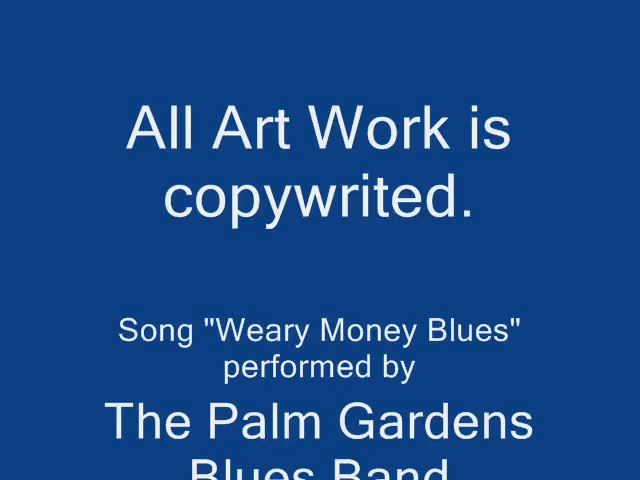 All Art Work is
copywrited.
Song "Weary Money Blues"
performed by
The Palm Gardens
Blues Band